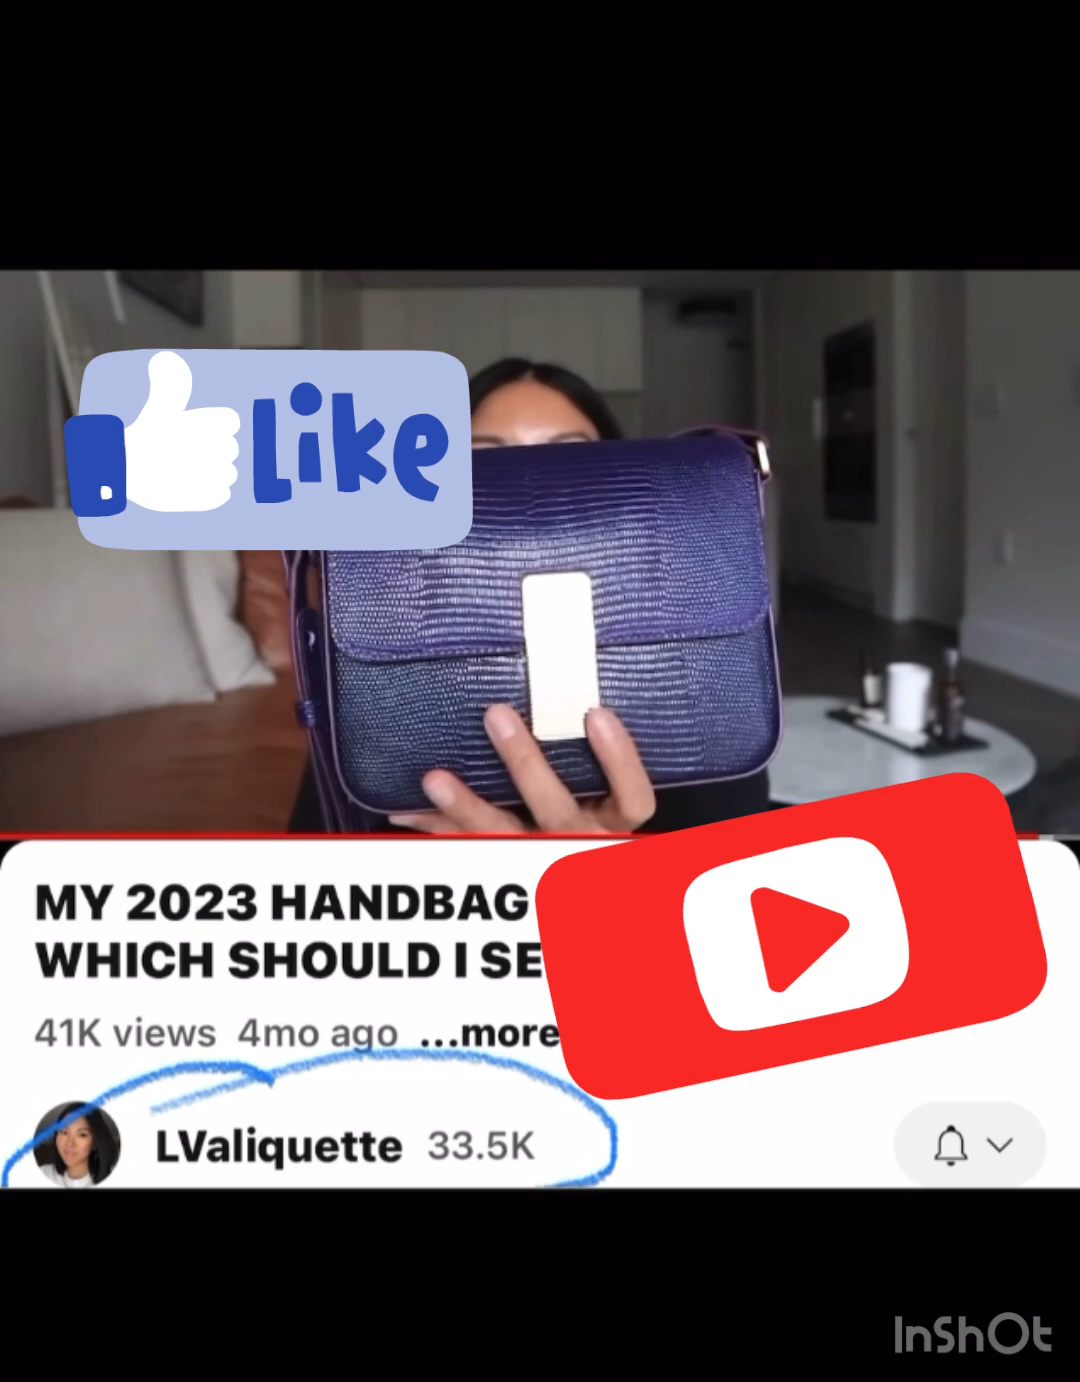 Like
MY 2023 HANDBAG
WHICH SHOULD I SE
41K views 4mo ago ...more
LValiquette 33.5K
InShOt